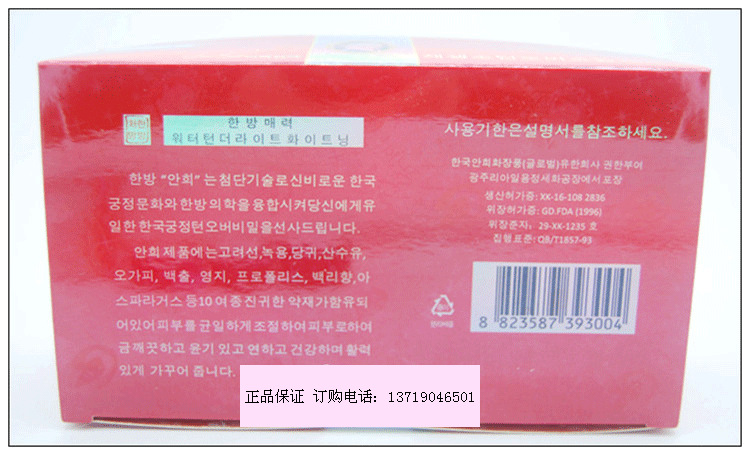 한방매력
워터턴더라이트화이트닝
한방 "안희" 는첨단기술로신비로운 한국
궁정문화와한방의학을융합시켜당신에게유
일한한국궁정턴오버비밀을선사드립니다.
안희 제품에는고려선,녹용,당귀,산수유,
오가피, 백출, 영지, 프로폴리스, 백리향,아
스파라거스 등10 여종진귀한 약재가함유되
어있어피부를균일하게조절하여피부로하여
금깨끗하고 윤기 있고 연하고 건강하며활력
있게 가꾸어 줍니다.
사용기한은설명서를참조하세요.
한국안희화장품(글로벌)유한회사 권한부여
광주리아일용정세화공장에서포장
생산허가증: XK-16-108 2836
위장허가증: GD.FDA (1996)
위장준자: 29-XK-1235 호
집행표준: QB/T1857-93
8 823587 393004
正品保证 订购电话: 13719046501